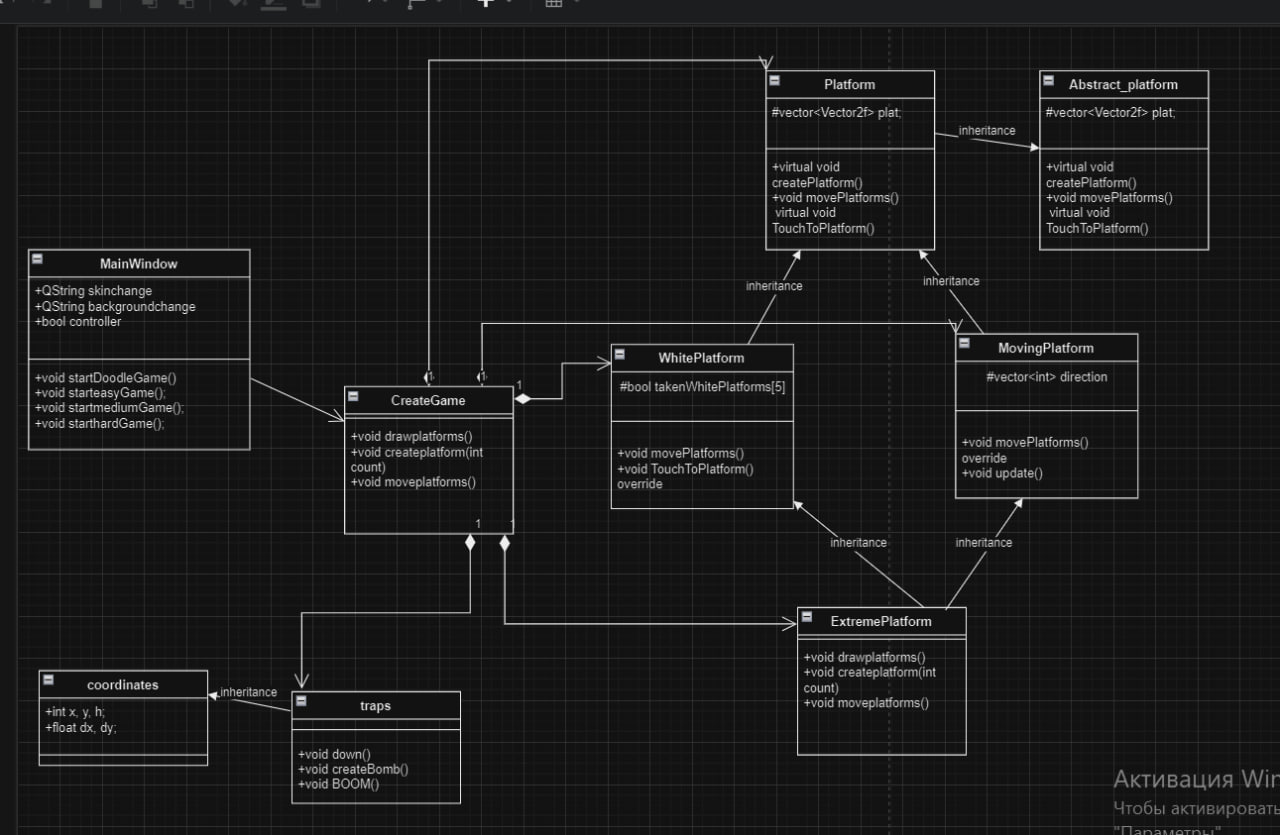 Platform
#vector<Vector2f> plat;
+virtual void
createPlatform()
+void movePlatforms()
virtual void
TouchToPlatform()
inheritance
Abstract_platform
#vector<Vector2f> plat;
+virtual void
createPlatform()
+void movePlatforms()
virtual void
TouchToPlatform()
MainWindow
+QString skinchange
+QString backgroundchange
+bool controller
+void startDoodleGame()
+void starteasyGame();
+void startmediumGame();
+void starthardGame();
inheritance
inheritance
1
1
1
CreateGame
+void drawplatforms()
+void createplatform(int
count)
+void moveplatforms()
1
1
WhitePlatform
#bool takenWhitePlatforms[5]
+void movePlatforms()
+void TouchToPlatform()
override
MovingPlatform
#vector<int> direction
+void movePlatforms()
override
+void update()
inheritance
inheritance
ExtremePlatform
+void drawplatforms()
+void createplatform(int
count)
+void moveplatforms()
coordinates
+int x, y, h;
+float dx, dy;
inheritance
traps
+void down()
+void createBomb()
+void BOOM()
Активация Win
Чтобы активировать
"Параметры"